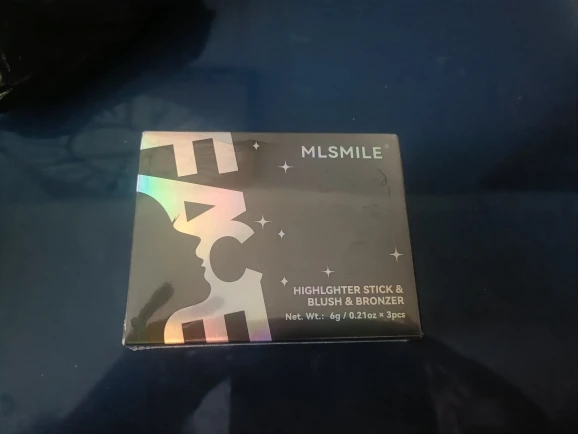 FACE
MLSMILE
HIGHLGHTER STICK &
BLUSH & BRONZER
Net. Wt.: 6g / 0.21oz × 3pcs